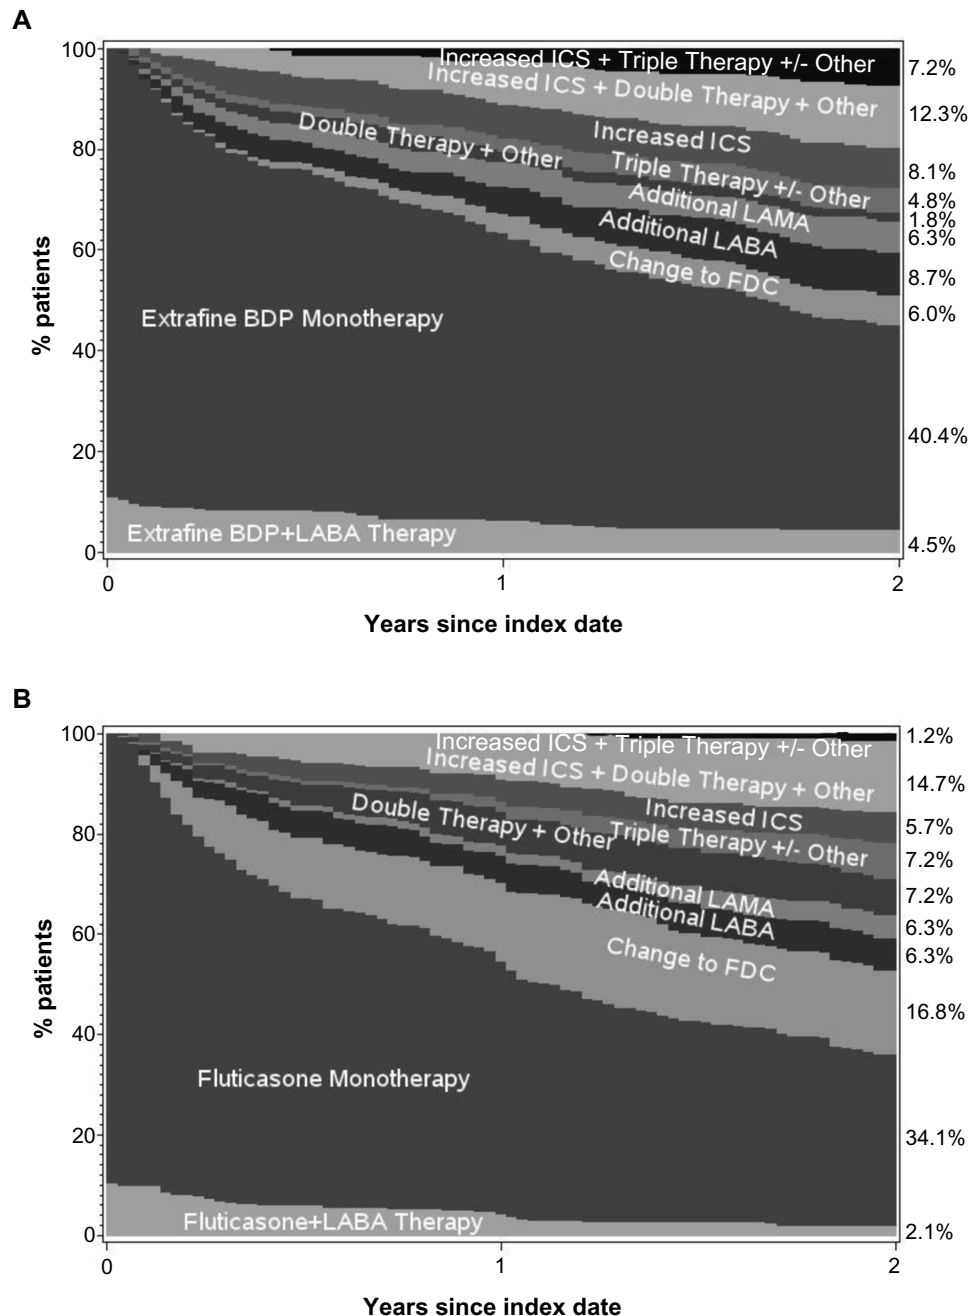 A
100
80
60
40
20
0
% patients
Increased ICS + Triple Therapy +/- Other
Increased ICS + Double Therapy + Other
Increased ICS
Double Therapy + Other
Triple Therapy +/- Other
Additional LAMA
Additional LABA
Change to FDC
Extrafine BDP Monotherapy
Extrafine BDP+LABA Therapy
7.2%
12.3%
8.1%
4.8%
1.8%
6.3%
8.7%
6.0%
40.4%
4.5%
0
1
2
Years since index date
B
100
80
60
40
20
0
% patients
Increased ICS + Triple Therapy +/- Other
Increased ICS + Double Therapy + Other
Increased ICS
Double Therapy + Other
Triple Therapy +/- Other
Additional LAMA
Additional LABA
Change to FDC
Fluticasone Monotherapy
Fluticasone+LABA Therapy
1.2%
14.7%
5.7%
7.2%
7.2%
6.3%
6.3%
16.8%
34.1%
2.1%
0
1
2
Years since index date